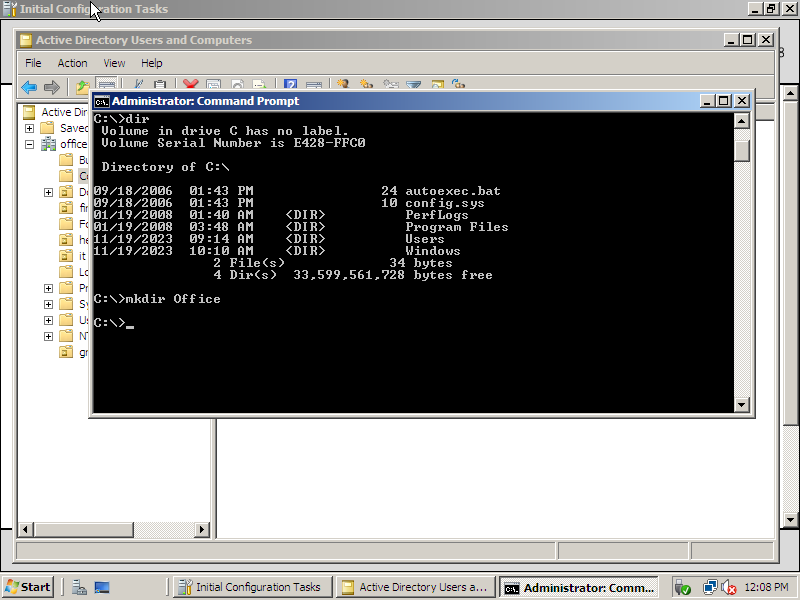 Initial Configuration Tasks
Active Directory Users and Computers
File Action View Help
Active Dir
Saved
office
Administrator: Command Prompt
C:\>dir
Volume in drive C has no label.
Volume Serial Number is E428-FFC0
Directory of C:\
09/18/2006 01:43 PM 24 autoexec.bat
09/18/2006 01:43 PM 10 config.sys
01/19/2008 01:40 AM <DIR> PerfLogs
01/19/2008 03:48 AM <DIR> Program Files
11/19/2023 09:14 AM <DIR> Users
11/19/2023 10:10 AM <DIR> Windows
2 File(s) 34 bytes
4 Dir(s) 33,599,561,728 bytes free
C:\>mkdir Office
C:\>_
Bu
Co
Do
fin
Fo
he
it
Lo
Pr
Sy
Us
NT
gr
Start
Initial Configuration Tasks
Active Directory Users a...
Administrator: Comm...
12:08 PM